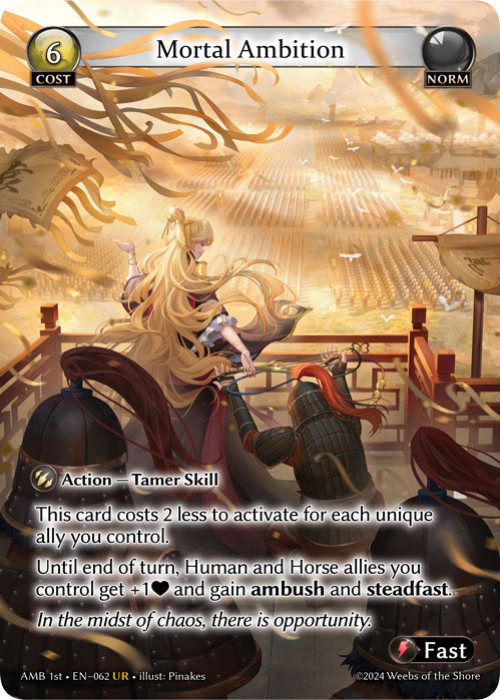 6
COST
Mortal Ambition
NORM
Action — Tamer Skill
This card costs 2 less to activate for each unique
ally you control.
Until end of turn, Human and Horse allies you
control get +1♥ and gain ambush and steadfast.
In the midst of chaos, there is opportunity.
Fast
AMB 1st • EN-062 UR • illust: Pinakes
©2024 Weebs of the Shore